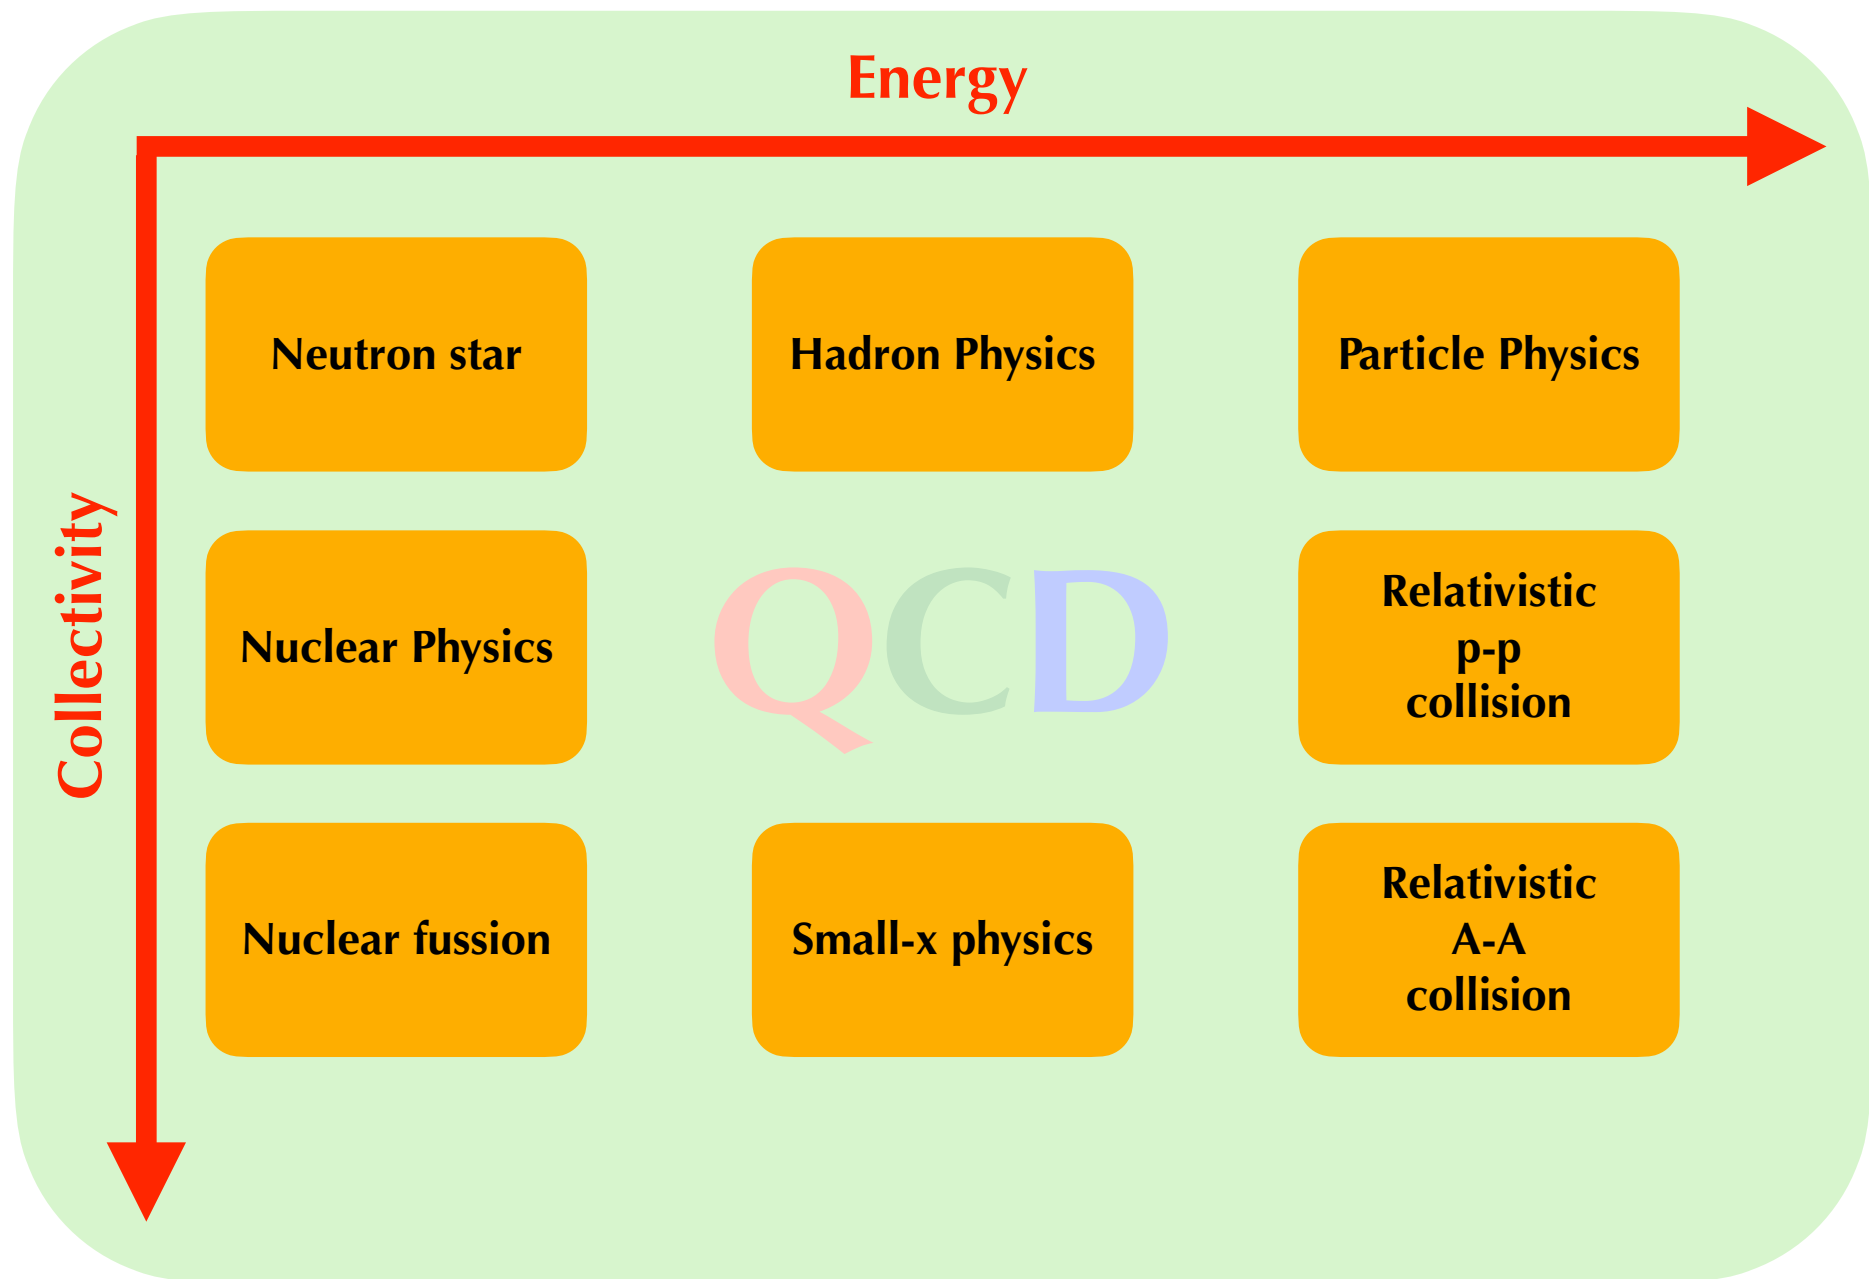 Energy
Collectivity
Neutron star
Hadron Physics
Particle Physics
Nuclear Physics
QCD
Relativistic
p-p
collision
Nuclear fussion
Small-x physics
Relativistic
A-A
collision